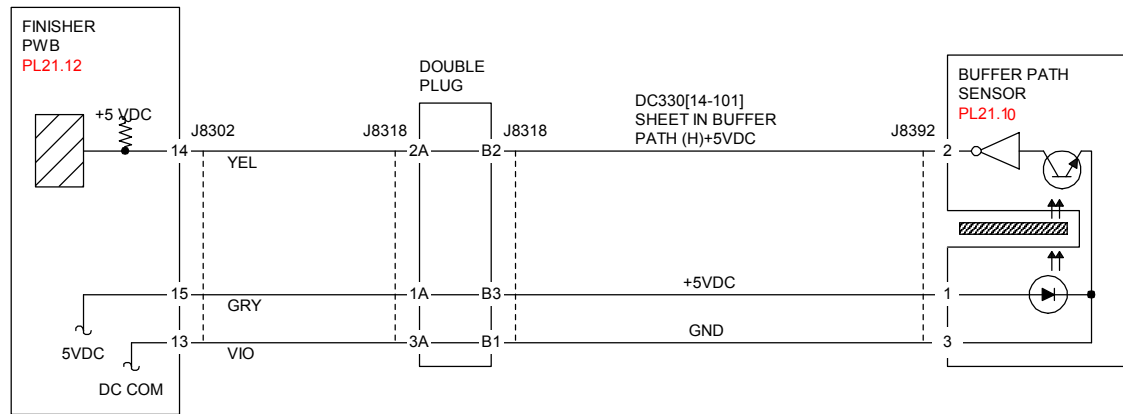 FINISHER
PWB
PL21.12
+5 VDC
14
15
13
5VDC
DC COM
J8302
YEL
GRY
VIO
J8318
DOUBLE
PLUG
2A
B2
1A
B3
3A
B1
J8318
DC330[14-101]
SHEET IN BUFFER
PATH (H)+5VDC
+5VDC
GND
J8392
BUFFER PATH
SENSOR
PL21.10
2
1
3